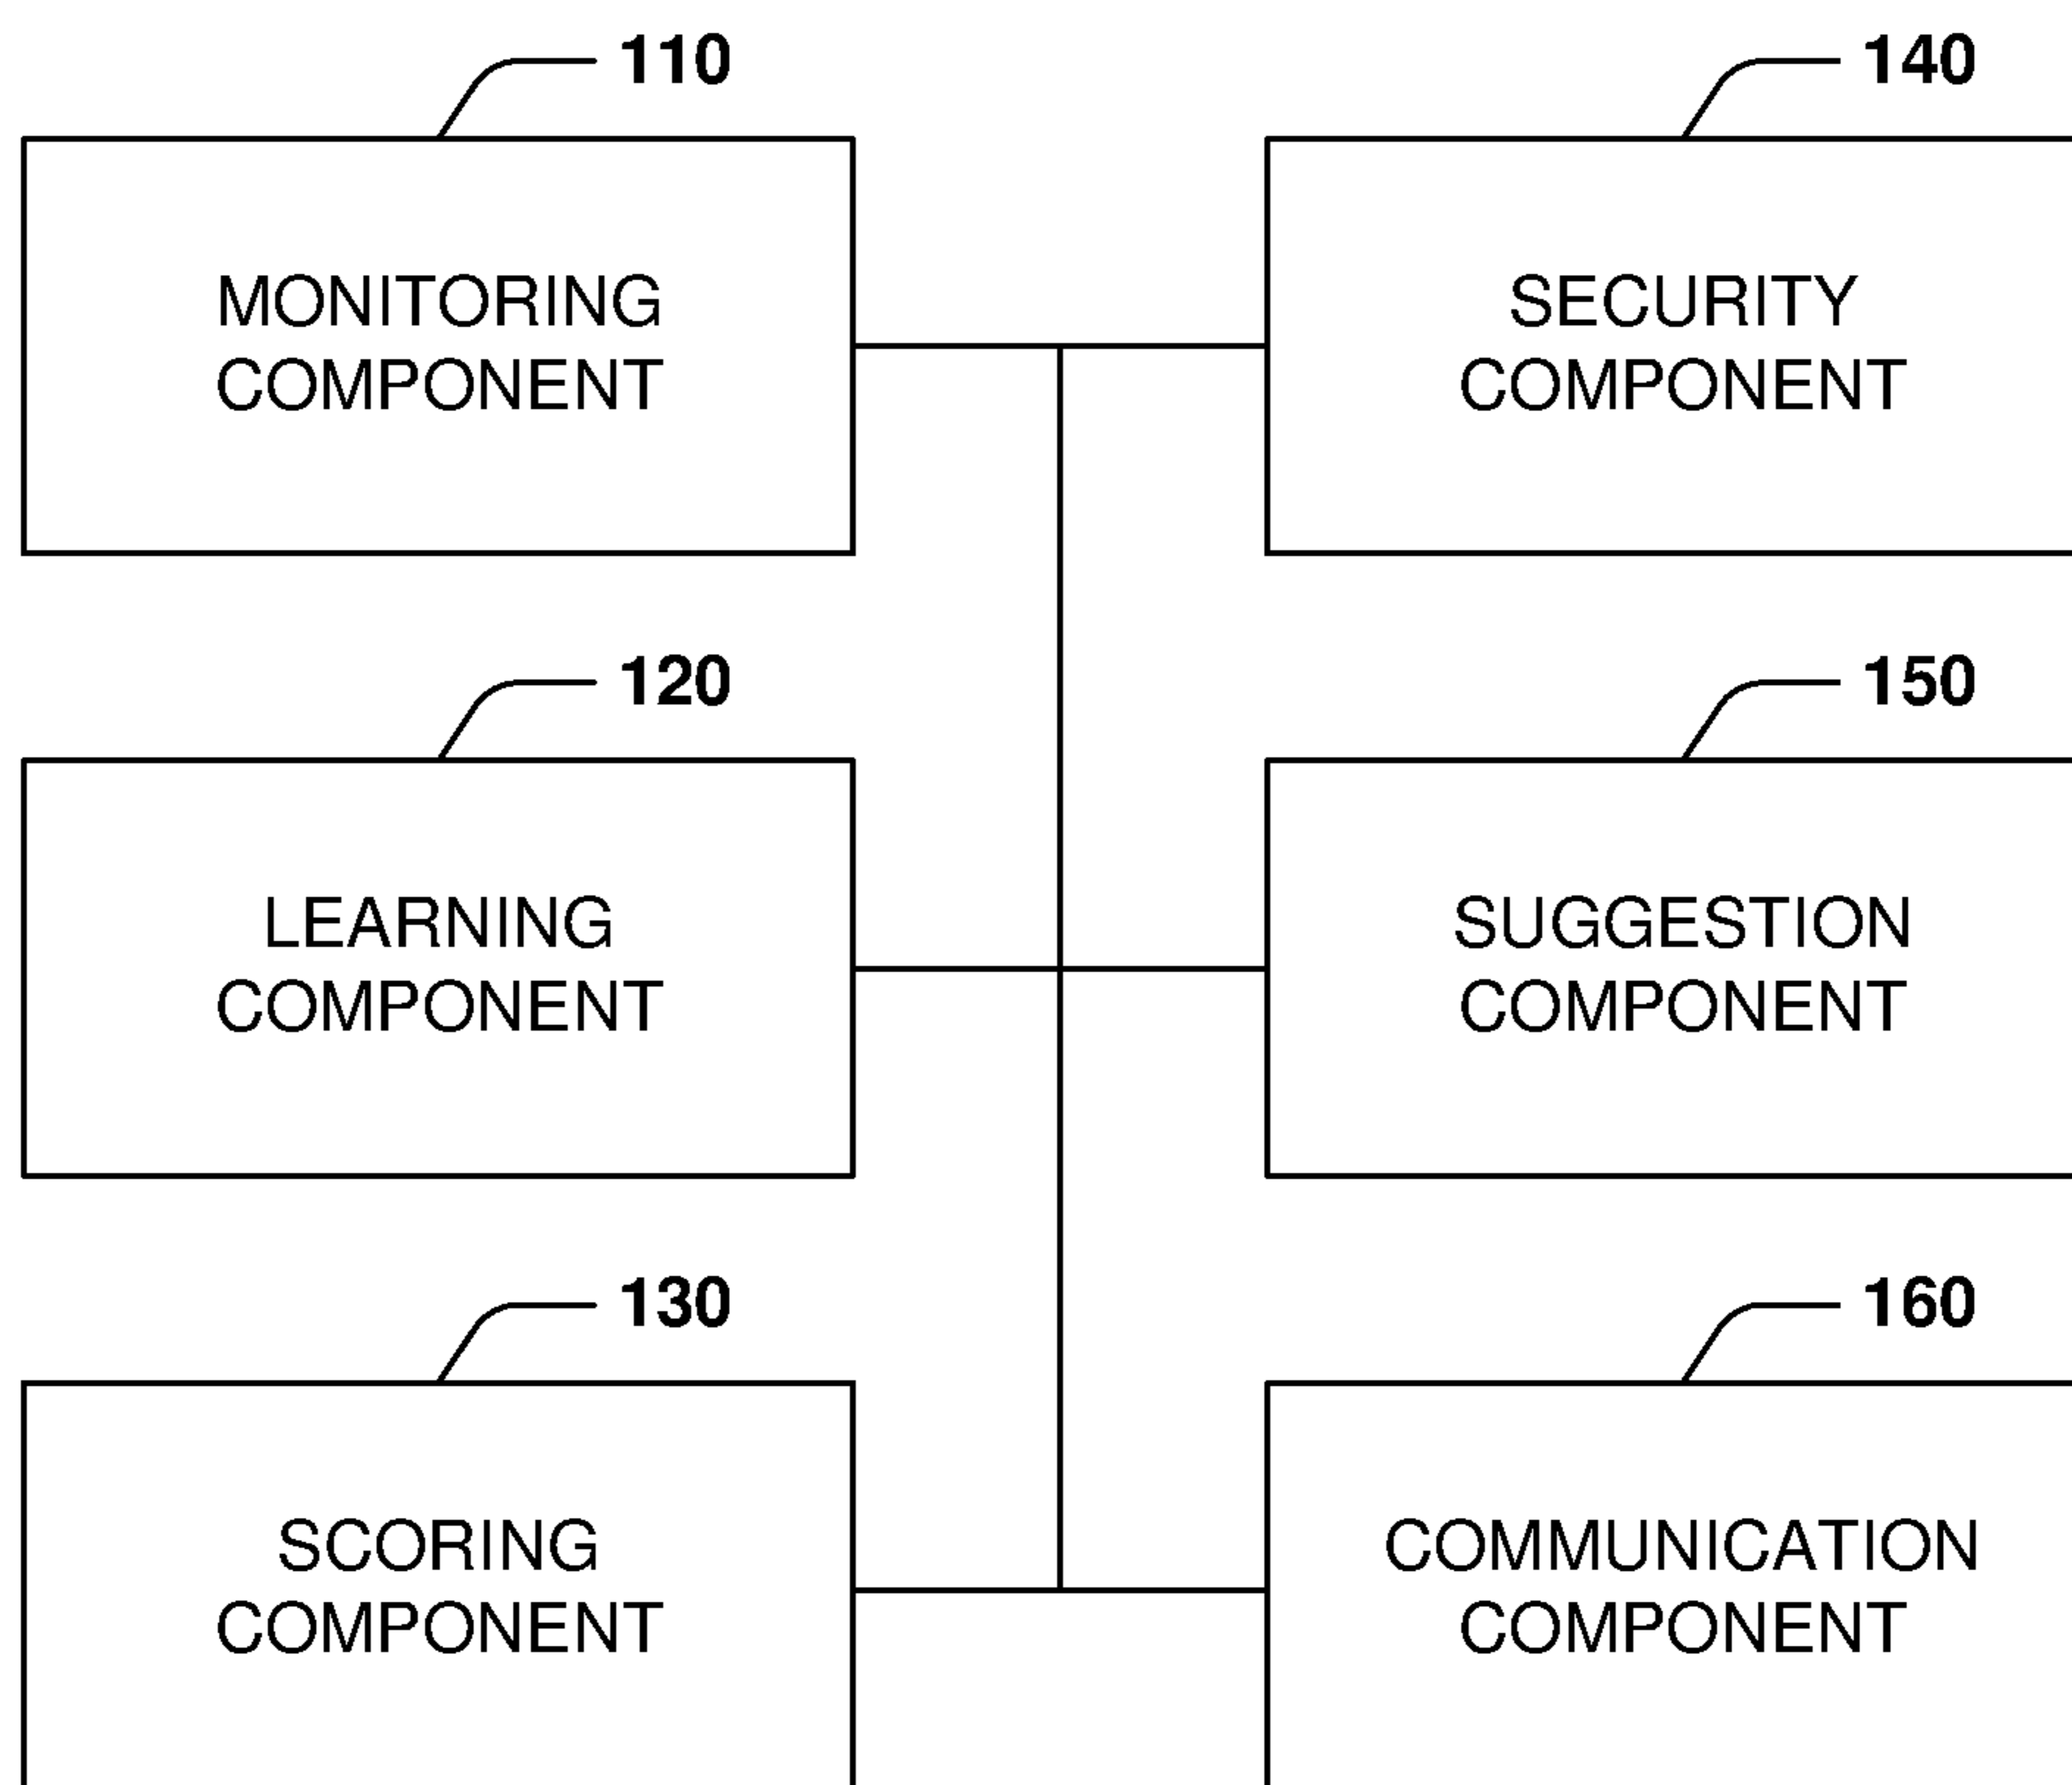 110
MONITORING
COMPONENT
140
SECURITY
COMPONENT
120
LEARNING
COMPONENT
150
SUGGESTION
COMPONENT
130
SCORING
COMPONENT
160
COMMUNICATION
COMPONENT